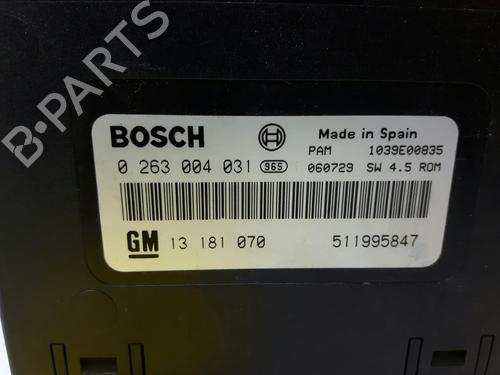 B-PARTS
BOSCH
Made in Spain
PAM 1039E00835
0 263 004 031 965 060729 SW 4.5 ROM
GM 13 181 070 511995847